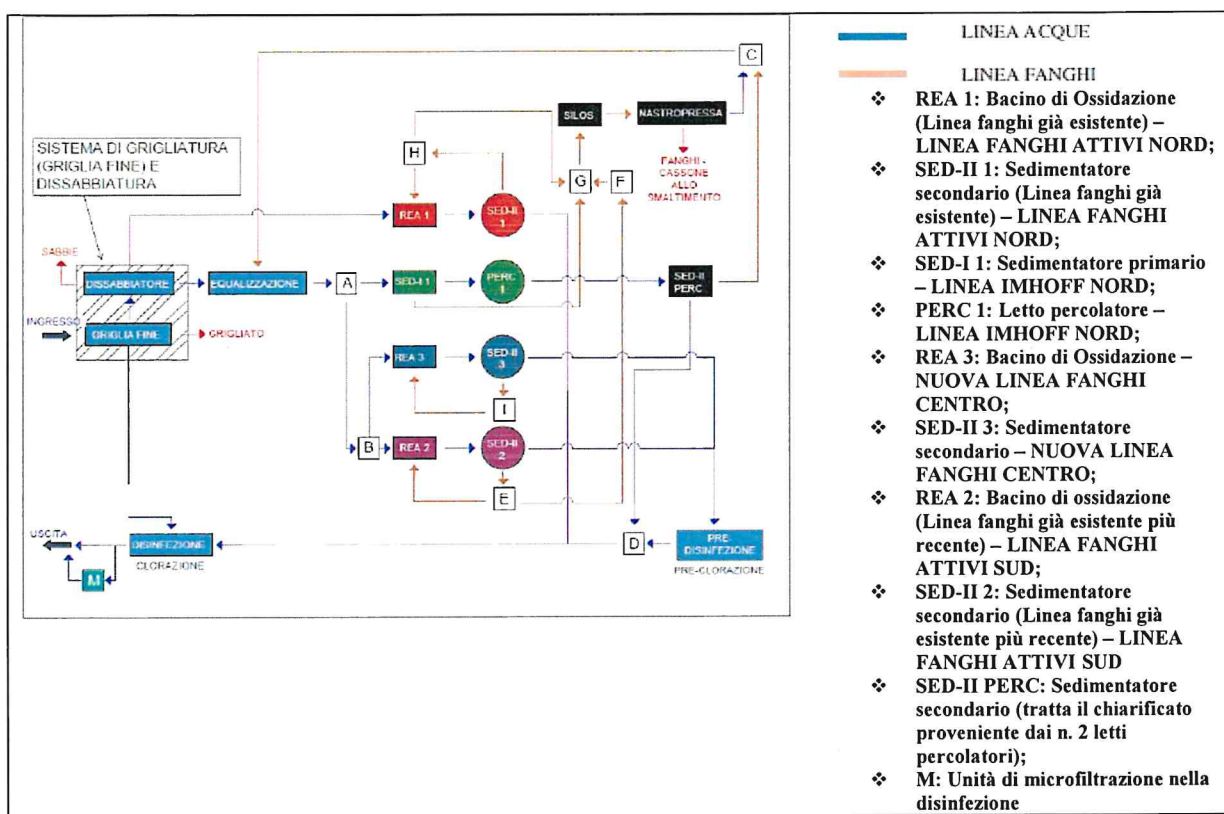 C
SILOS
NASTROPRESSA
H
SISTEMA DI GRIGLIATURA
(GRIGLIA FINE) E
DISSABBIATURA
FANGHI-
CASSONE
ALLO
SMALTIMENTO
G
F
REA 1
SED-II
1
SABBIE
DISSABBIATORE
EQUALIZZAZIONE
A
SED-I 1
PERC
1
SED-II
PERC
INGRESSO
GRIGLIA FINE
GRIGLIATO
REA 3
SED-II
3
I
B
REA 2
SED-II
2
E
USCITA
DISINFEZIONE
CLORAZIONE
M
D
PRE-
DISINFEZIONE
PRE-CLORAZIONE
LINEA ACQUE
LINEA FANGHI
❖ REA 1: Bacino di Ossidazione
(Linea fanghi già esistente) –
LINEA FANGHI ATTIVI NORD;
❖ SED-II 1: Sedimentatore
secondario (Linea fanghi già
esistente) – LINEA FANGHI
ATTIVI NORD;
❖ SED-I 1: Sedimentatore primario
– LINEA IMHOFF NORD;
❖ PERC 1: Letto percolatore –
LINEA IMHOFF NORD;
❖ REA 3: Bacino di Ossidazione –
NUOVA LINEA FANGHI
CENTRO;
❖ SED-II 3: Sedimentatore
secondario – NUOVA LINEA
FANGHI CENTRO;
❖ REA 2: Bacino di ossidazione
(Linea fanghi già esistente più
recente) – LINEA FANGHI
ATTIVI SUD;
❖ SED-II 2: Sedimentatore
secondario (Linea fanghi già
esistente più recente) – LINEA
FANGHI ATTIVI SUD
❖ SED-II PERC: Sedimentatore
secondario (tratta il chiarificato
proveniente dai n. 2 letti
percolatori);
❖ M: Unità di microfiltrazione nella
disinfezione